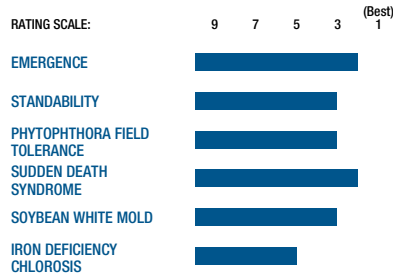 (Best)
RATING SCALE: 9 7 5 3 1
EMERGENCE
STANDABILITY
PHYTOPHTHORA FIELD
TOLERANCE
SUDDEN DEATH
SYNDROME
SOYBEAN WHITE MOLD
IRON DEFICIENCY
CHLOROSIS